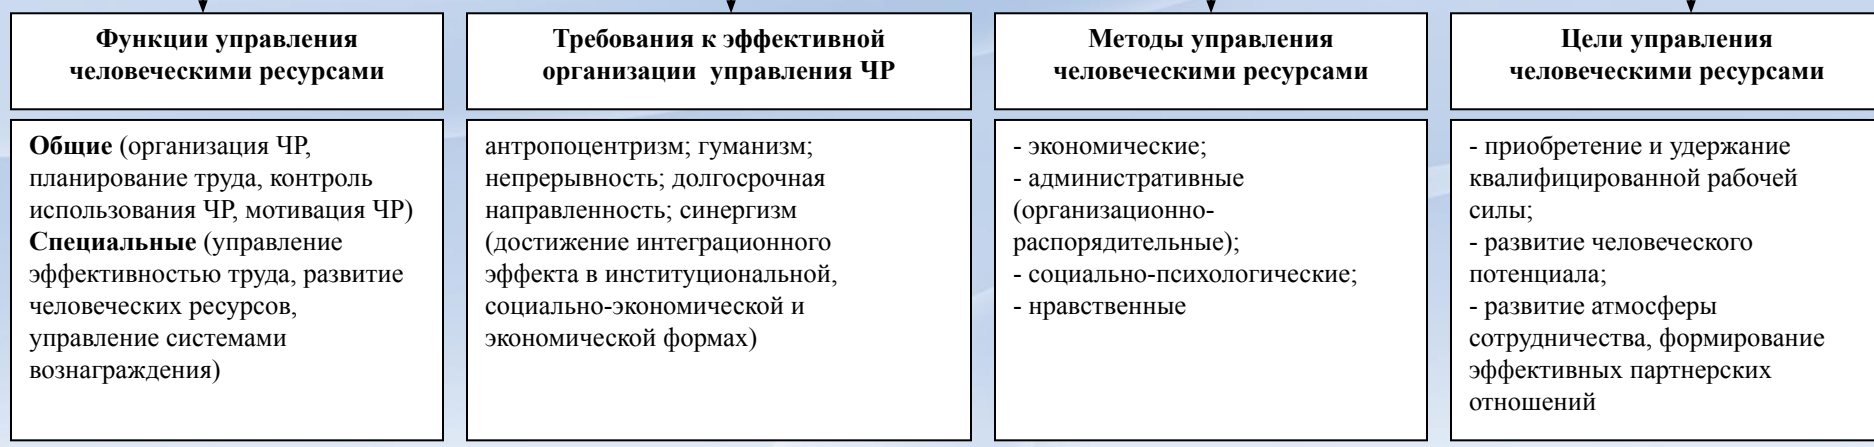 Функции управления
человеческими ресурсами
Общие (организация ЧР,
планирование труда, контроль
использования ЧР, мотивация ЧР)
Специальные (управление
эффективностью труда, развитие
человеческих ресурсов,
управление системами
вознаграждения)
Требования к эффективной
организации управления ЧР
антропоцентризм; гуманизм;
непрерывность; долгосрочная
направленность; синергизм
(достижение интеграционного
эффекта в институциональной,
социально-экономической и
экономической формах)
Методы управления
человеческими ресурсами
- экономические;
- административные
(организационно-
распорядительные);
- социально-психологические;
- нравственные
Цели управления
человеческими ресурсами
- приобретение и удержание
квалифицированной рабочей
силы;
- развитие человеческого
потенциала;
- развитие атмосферы
сотрудничества, формирование
эффективных партнерских
отношений